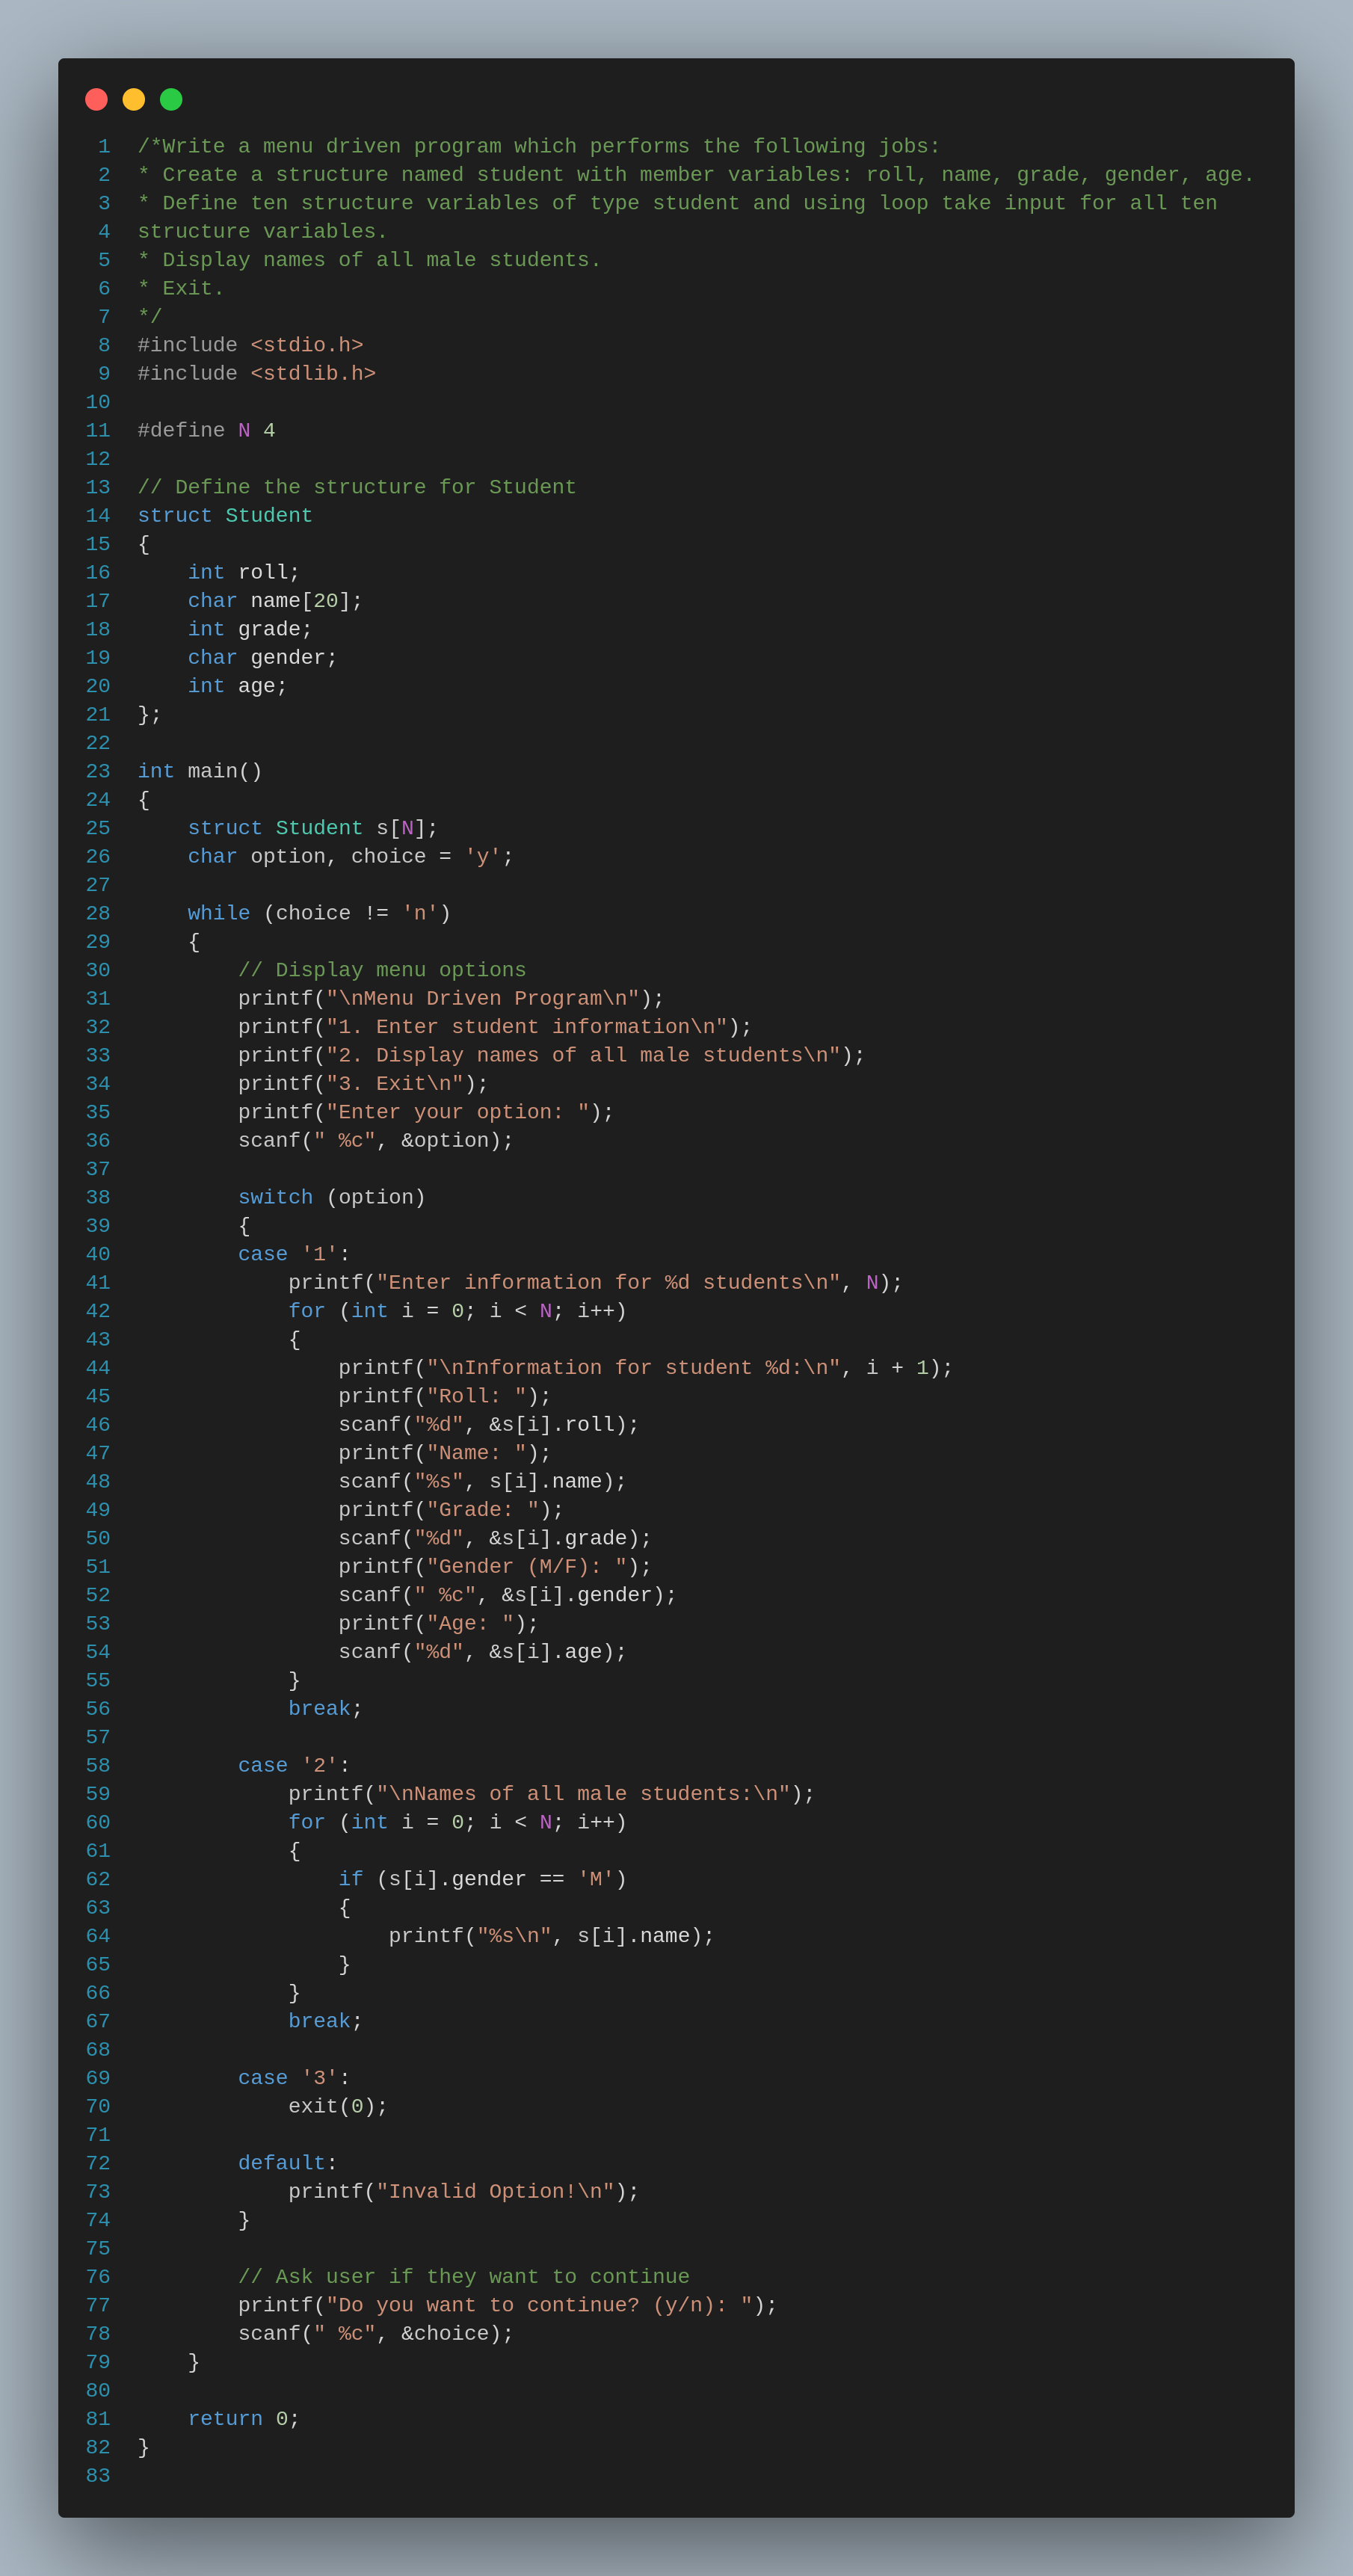 1 /*Write a menu driven program which performs the following jobs:
2 * Create a structure named student with member variables: roll, name, grade, gender, age.
3 * Define ten structure variables of type student and using loop take input for all ten
4 structure variables.
5 * Display names of all male students.
6 * Exit.
7 */
8 #include <stdio.h>
9 #include <stdlib.h>
10
11 #define N 4
12
13 // Define the structure for Student
14 struct Student
15 {
16     int roll;
17     char name[20];
18     int grade;
19     char gender;
20     int age;
21 };
22
23 int main()
24 {
25     struct Student s[N];
26     char option, choice = 'y';
27
28     while (choice != 'n')
29     {
30         // Display menu options
31         printf("\nMenu Driven Program\n");
32         printf("1. Enter student information\n");
33         printf("2. Display names of all male students\n");
34         printf("3. Exit\n");
35         printf("Enter your option: ");
36         scanf(" %c", &option);
37
38         switch (option)
39         {
40         case '1':
41             printf("Enter information for %d students\n", N);
42             for (int i = 0; i < N; i++)
43             {
44                 printf("\nInformation for student %d:\n", i + 1);
45                 printf("Roll: ");
46                 scanf("%d", &s[i].roll);
47                 printf("Name: ");
48                 scanf("%s", s[i].name);
49                 printf("Grade: ");
50                 scanf("%d", &s[i].grade);
51                 printf("Gender (M/F): ");
52                 scanf(" %c", &s[i].gender);
53                 printf("Age: ");
54                 scanf("%d", &s[i].age);
55             }
56             break;
57
58         case '2':
59             printf("\nNames of all male students:\n");
60             for (int i = 0; i < N; i++)
61             {
62                 if (s[i].gender == 'M')
63                 {
64                     printf("%s\n", s[i].name);
65                 }
66             }
67             break;
68
69         case '3':
70             exit(0);
71
72         default:
73             printf("Invalid Option!\n");
74         }
75
76         // Ask user if they want to continue
77         printf("Do you want to continue? (y/n): ");
78         scanf(" %c", &choice);
79     }
80
81     return 0;
82 }
83